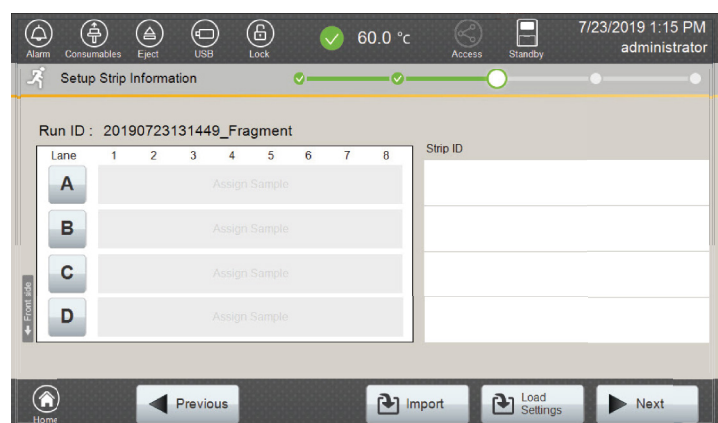 7/23/2019 1:15 PM
60.0 °c
administrator
Alarm Consumables Eject USB Lock Access Standby
Setup Strip Information
Run ID : 20190723131449_Fragment
Strip ID
Lane 1 2 3 4 5 6 7 8
A Assign Sample
B Assign Sample
C Assign Sample
D Assign Sample
Front side
Previous Import Load Settings Next
Home